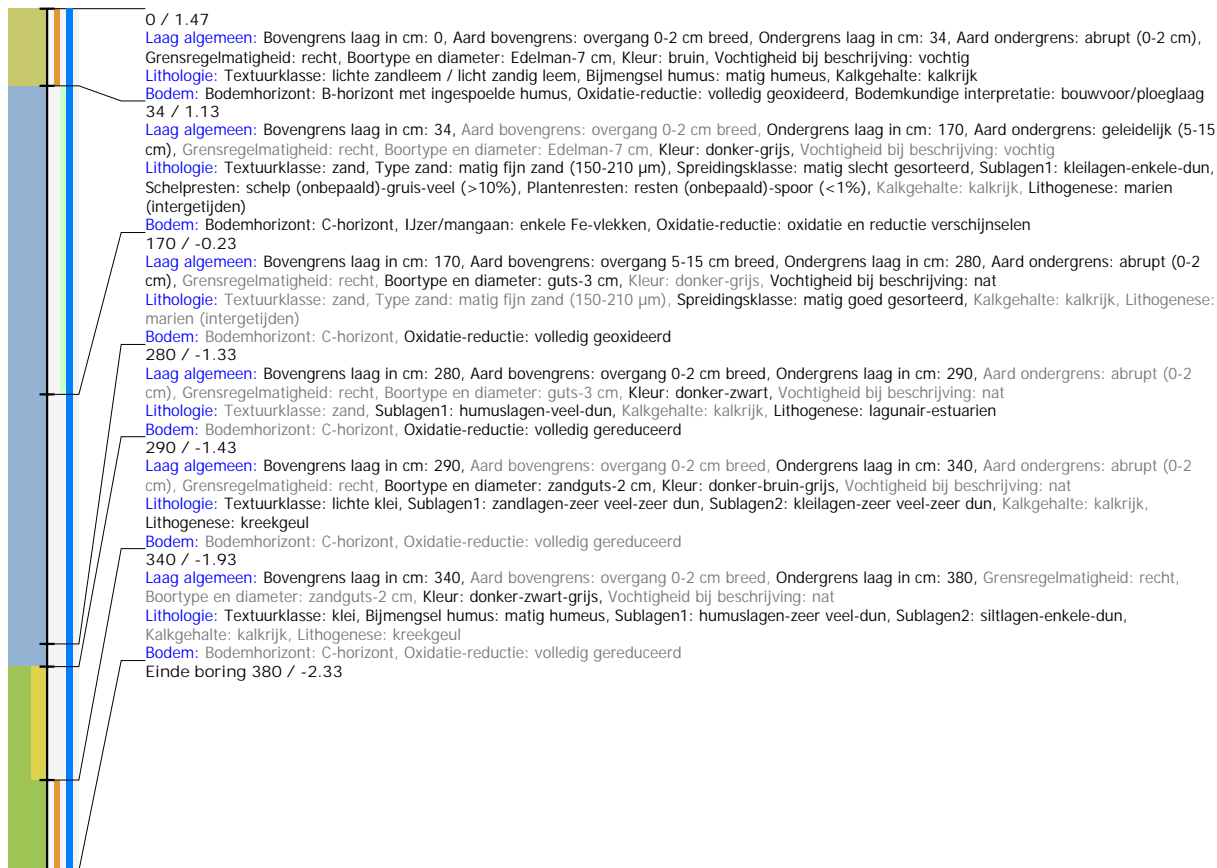 0 / 1.47
Laag algemeen: Bovengrens laag in cm: 0, Aard bovengrens: overgang 0-2 cm breed, Ondergrens laag in cm: 34, Aard ondergrens: abrupt (0-2 cm),
Grensregelmatigheid: recht, Boortype en diameter: Edelman-7 cm, Kleur: bruin, Vochtigheid bij beschrijving: vochtig
Lithologie: Textuurklasse: lichte zandleem / licht zandig leem, Bijmengsel humus: matig humeus, Kalkgehalte: kalkrijk
Bodem: Bodemhorizont: B-horizont met ingespoelde humus, Oxidatie-reductie: volledig geoxideerd, Bodemkundige interpretatie: bouwvoor/ploeglaag
34 / 1.13
Laag algemeen: Bovengrens laag in cm: 34, Aard bovengrens: overgang 0-2 cm breed, Ondergrens laag in cm: 170, Aard ondergrens: geleidelijk (5-15
cm), Grensregelmatigheid: recht, Boortype en diameter: Edelman-7 cm, Kleur: donker-grijs, Vochtigheid bij beschrijving: vochtig
Lithologie: Textuurklasse: zand, Type zand: matig fijn zand (150-210 µm), Spreidingsklasse: matig slecht gesorteerd, Sublagen1: kleilagen-enkele-dun,
Schelpresten: schelp (onbepaald)-gruis-veel (>10%), Plantenresten: resten (onbepaald)-spoor (<1%), Kalkgehalte: kalkrijk, Lithogenese: marien
(intergetijden)
Bodem: Bodemhorizont: C-horizont, IJzer/mangaan: enkele Fe-vlekken, Oxidatie-reductie: oxidatie en reductie verschijnselen
170 / -0.23
Laag algemeen: Bovengrens laag in cm: 170, Aard bovengrens: overgang 5-15 cm breed, Ondergrens laag in cm: 280, Aard ondergrens: abrupt (0-2
cm), Grensregelmatigheid: recht, Boortype en diameter: guts-3 cm, Kleur: donker-grijs, Vochtigheid bij beschrijving: nat
Lithologie: Textuurklasse: zand, Type zand: matig fijn zand (150-210 µm), Spreidingsklasse: matig goed gesorteerd, Kalkgehalte: kalkrijk, Lithogenese:
marien (intergetijden)
Bodem: Bodemhorizont: C-horizont, Oxidatie-reductie: volledig geoxideerd
280 / -1.33
Laag algemeen: Bovengrens laag in cm: 280, Aard bovengrens: overgang 0-2 cm breed, Ondergrens laag in cm: 290, Aard ondergrens: abrupt (0-2
cm), Grensregelmatigheid: recht, Boortype en diameter: guts-3 cm, Kleur: donker-zwart, Vochtigheid bij beschrijving: nat
Lithologie: Textuurklasse: zand, Sublagen1: humuslagen-veel-dun, Kalkgehalte: kalkrijk, Lithogenese: lagunair-estuarien
Bodem: Bodemhorizont: C-horizont, Oxidatie-reductie: volledig gereduceerd
290 / -1.43
Laag algemeen: Bovengrens laag in cm: 290, Aard bovengrens: overgang 0-2 cm breed, Ondergrens laag in cm: 340, Aard ondergrens: abrupt (0-2
cm), Grensregelmatigheid: recht, Boortype en diameter: zandguts-2 cm, Kleur: donker-bruin-grijs, Vochtigheid bij beschrijving: nat
Lithologie: Textuurklasse: lichte klei, Sublagen1: zandlagen-zeer veel-zeer dun, Sublagen2: kleilagen-zeer veel-zeer dun, Kalkgehalte: kalkrijk,
Lithogenese: kreekgeul
Bodem: Bodemhorizont: C-horizont, Oxidatie-reductie: volledig gereduceerd
340 / -1.93
Laag algemeen: Bovengrens laag in cm: 340, Aard bovengrens: overgang 0-2 cm breed, Ondergrens laag in cm: 380, Grensregelmatigheid: recht,
Boortype en diameter: zandguts-2 cm, Kleur: donker-zwart-grijs, Vochtigheid bij beschrijving: nat
Lithologie: Textuurklasse: klei, Bijmengsel humus: matig humeus, Sublagen1: humuslagen-zeer veel-dun, Sublagen2: siltlagen-enkele-dun,
Kalkgehalte: kalkrijk, Lithogenese: kreekgeul
Bodem: Bodemhorizont: C-horizont, Oxidatie-reductie: volledig gereduceerd
Einde boring 380 / -2.33